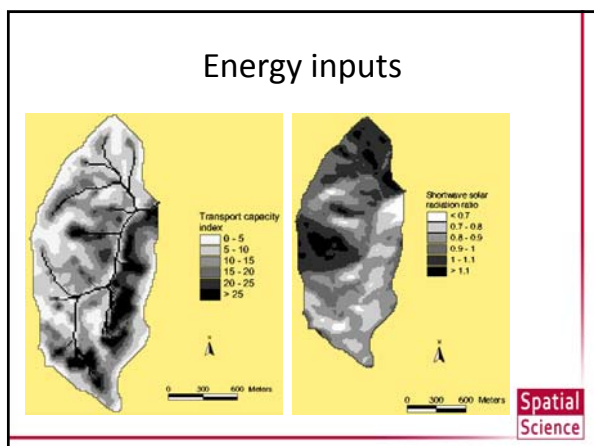 Energy inputs
Transport capacity
index
0 - 5
5 - 10
10 - 15
15 - 20
20 - 25
> 25
N
0 300 600 Meters
Shortwave solar
radiation ratio
< 0.7
0.7 - 0.8
0.8 - 0.9
0.9 - 1
1 - 1.1
> 1.1
N
0 300 600 Meters
Spatial
Science